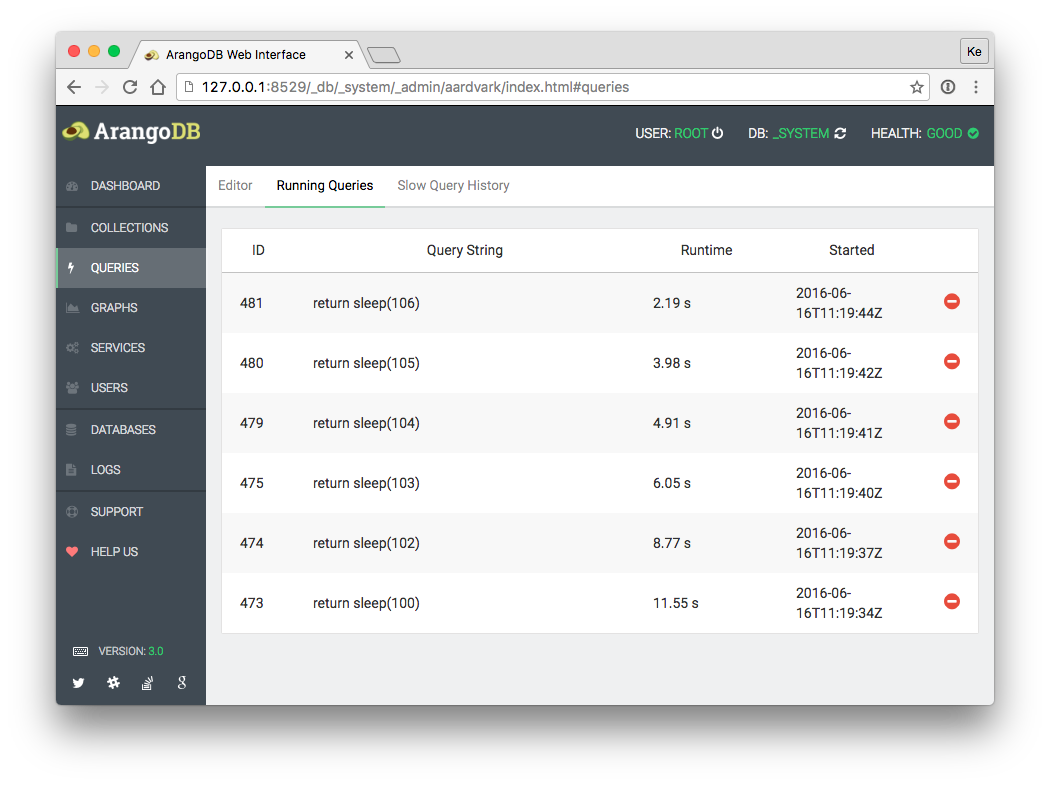 ArangoDB Web Interface
Ke
127.0.0.1:8529/_db/_system/_admin/aardvark/index.html#queries
ArangoDB
USER: ROOT DB: _SYSTEM HEALTH: GOOD
DASHBOARD
COLLECTIONS
QUERIES
GRAPHS
SERVICES
USERS
DATABASES
LOGS
SUPPORT
HELP US
VERSION: 3.0
Editor Running Queries Slow Query History
ID Query String Runtime Started
481 return sleep(106) 2.19 s 2016-06-
16T11:19:44Z
480 return sleep(105) 3.98 s 2016-06-
16T11:19:42Z
479 return sleep(104) 4.91 s 2016-06-
16T11:19:41Z
475 return sleep(103) 6.05 s 2016-06-
16T11:19:40Z
474 return sleep(102) 8.77 s 2016-06-
16T11:19:37Z
473 return sleep(100) 11.55 s 2016-06-
16T11:19:34Z